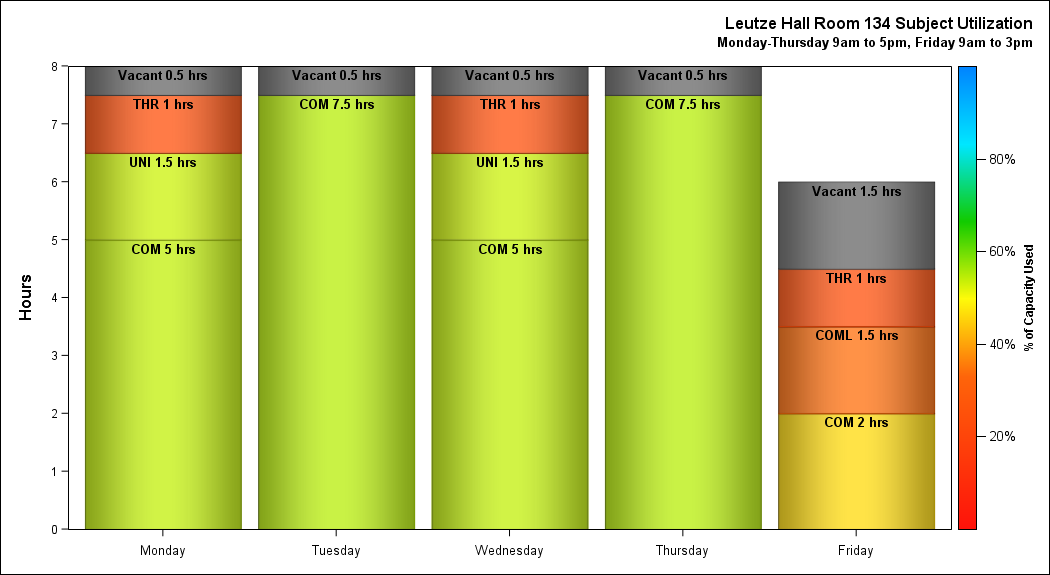 Leutze Hall Room 134 Subject Utilization
Monday-Thursday 9am to 5pm, Friday 9am to 3pm
Hours
8
7
6
5
4
3
2
1
0
Vacant 0.5 hrs
THR 1 hrs
UNI 1.5 hrs
COM 5 hrs
Monday
Vacant 0.5 hrs
COM 7.5 hrs
Tuesday
Vacant 0.5 hrs
THR 1 hrs
UNI 1.5 hrs
COM 5 hrs
Wednesday
Vacant 0.5 hrs
COM 7.5 hrs
Thursday
Vacant 1.5 hrs
THR 1 hrs
COML 1.5 hrs
COM 2 hrs
Friday
80%
60%
40%
20%
% of Capacity Used